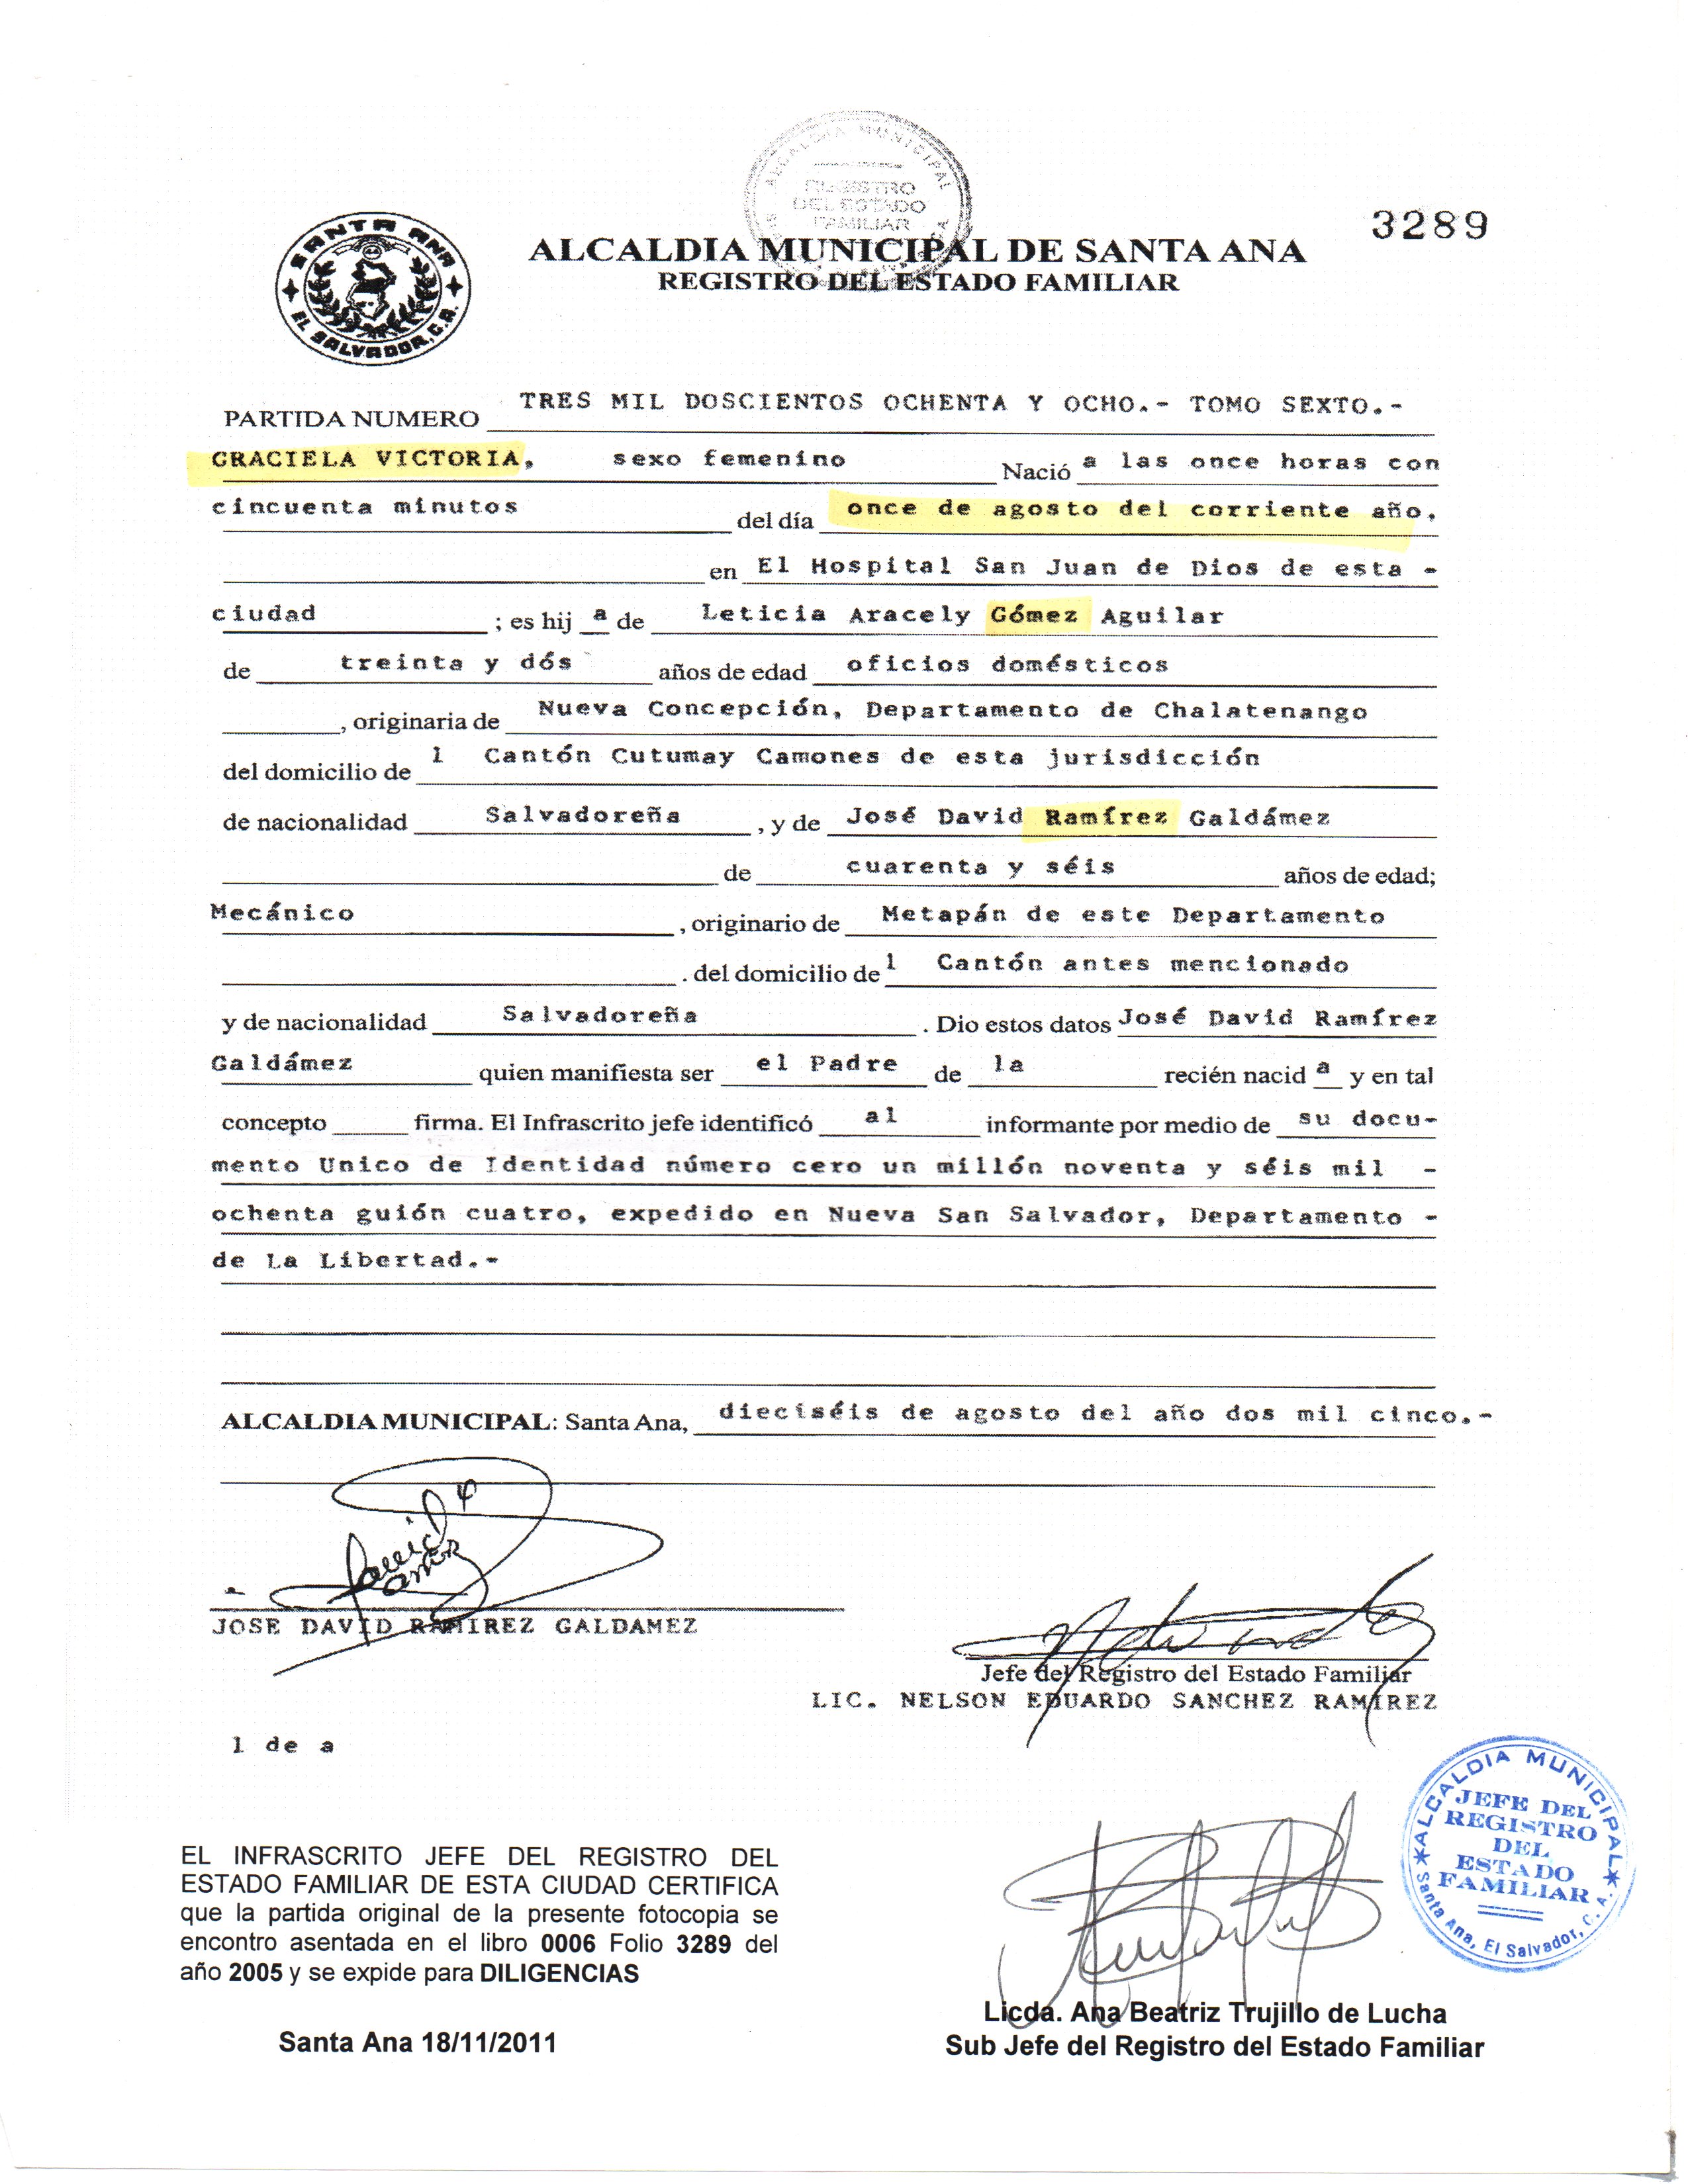 ALCALDIA MUNICIPAL
REGISTRO
DEL ESTADO
FAMILIAR
3289
SANTA ANA
EL SALVADOR, C.A.
ALCALDIA MUNICIPAL DE SANTA ANA
REGISTRO DEL ESTADO FAMILIAR
PARTIDA NUMERO TRES MIL DOSCIENTOS OCHENTA Y OCHO.- TOMO SEXTO.-
GRACIELA VICTORIA, sexo femenino Nació a las once horas con
cincuenta minutos del día once de agosto del corriente año,
en El Hospital San Juan de Dios de esta -
ciudad ; es hij a de Leticia Aracely Gómez Aguilar
de treinta y dós años de edad oficios domésticos
, originaria de Nueva Concepción, Departamento de Chalatenango
del domicilio de l Cantón Cutumay Camones de esta jurisdicción
de nacionalidad Salvadoreña , y de José David Ramírez Galdámez
de cuarenta y séis años de edad;
Mecánico , originario de Metapán de este Departamento
. del domicilio de l Cantón antes mencionado
y de nacionalidad Salvadoreña . Dio estos datos José David Ramírez
Galdámez quien manifiesta ser el Padre de la recién nacid a y en tal
concepto firma. El Infrascrito jefe identificó al informante por medio de su docu-
mento Unico de Identidad número cero un millón noventa y séis mil -
ochenta guión cuatro, expedido en Nueva San Salvador, Departamento -
de La Libertad.-
ALCALDIA MUNICIPAL: Santa Ana, dieciséis de agosto del año dos mil cinco.-
JOSE DAVID RAMIREZ GALDAMEZ
Jefe del Registro del Estado Familiar
LIC. NELSON EDUARDO SANCHEZ RAMIREZ
l de a
ALCALDIA MUNICIPAL
JEFE DEL
REGISTRO
DEL
ESTADO
FAMILIAR
Santa Ana, El Salvador, C. A.
EL INFRASCRITO JEFE DEL REGISTRO DEL
ESTADO FAMILIAR DE ESTA CIUDAD CERTIFICA
que la partida original de la presente fotocopia se
encontro asentada en el libro 0006 Folio 3289 del
año 2005 y se expide para DILIGENCIAS
Santa Ana 18/11/2011
Licda. Ana Beatriz Trujillo de Lucha
Sub Jefe del Registro del Estado Familiar